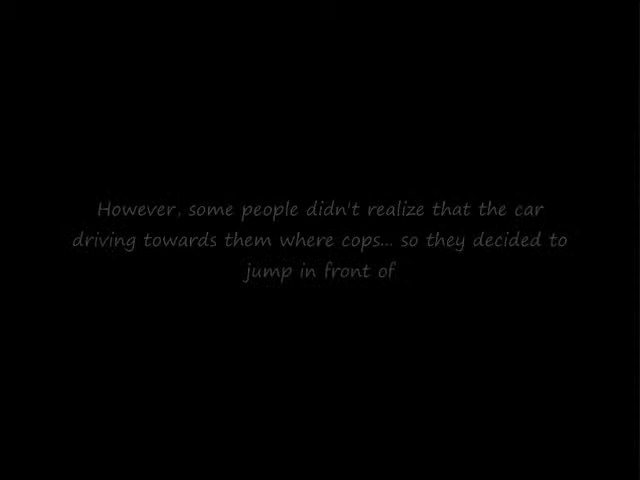 However, some people didn't realize that the car
driving towards them where cops... so they decided to
jump in front of